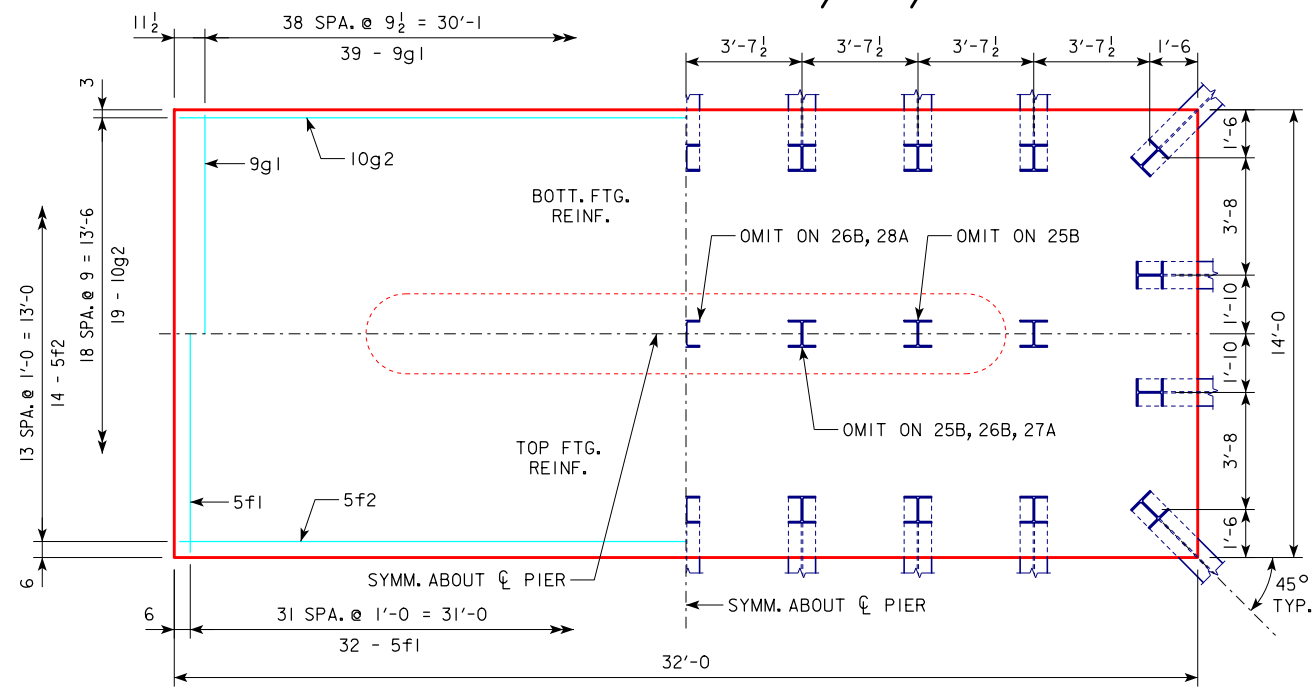 11½
38 SPA. @ 9½ = 30'-1
39 - 9g1
3'-7½
3'-7½
3'-7½
3'-7½
1'-6
3
18 SPA. @ 9 = 13'-6
19 - 10g2
13 SPA. @ 1'-0 = 13'-0
14 - 5f2
6
9g1
10g2
BOTT. FTG.
REINF.
OMIT ON 26B, 28A
OMIT ON 25B
1'-6
3'-8
1'-10
1'-10
3'-8
1'-6
14'-0
OMIT ON 25B, 26B, 27A
TOP FTG.
REINF.
5f1
5f2
SYMM. ABOUT ℄ PIER
SYMM. ABOUT ℄ PIER
45°
TYP.
6
31 SPA. @ 1'-0 = 31'-0
32 - 5f1
32'-0